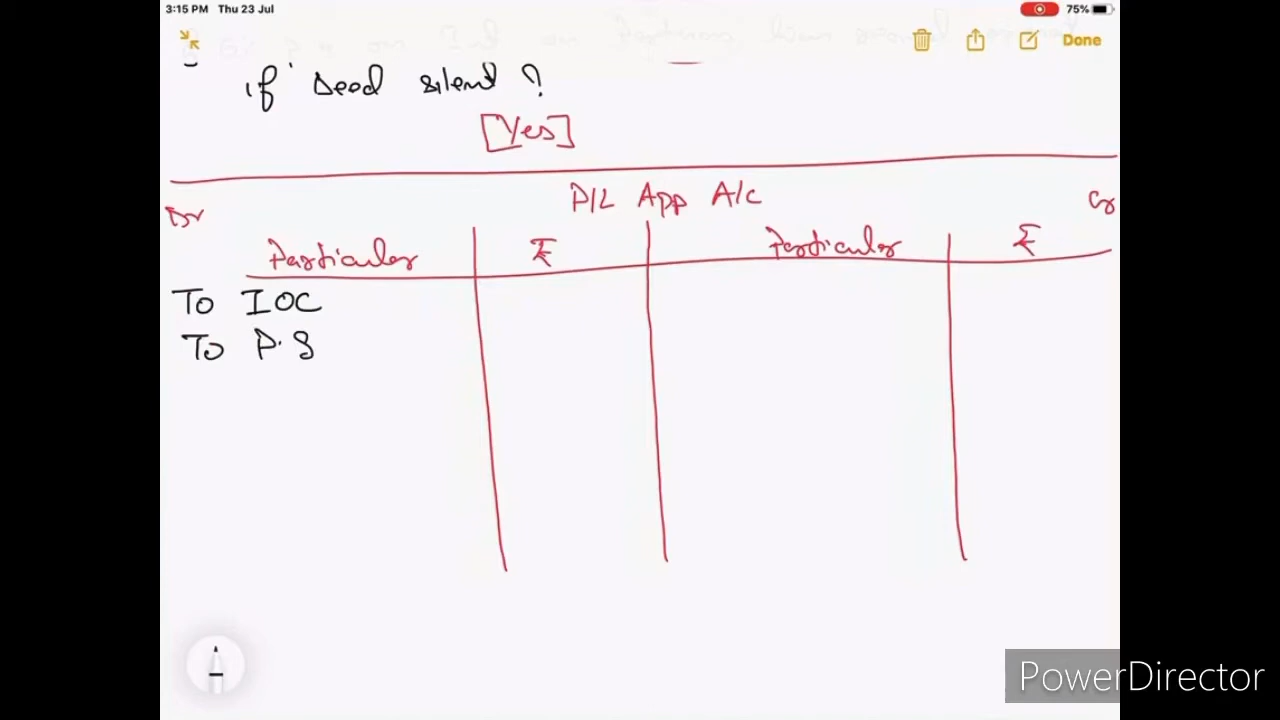 3:15 PM Thu 23 Jul 75%
Done
if Deed silent ?
[Yes]
P/L App A/C
Dr Cr
Particular ₹ Particular ₹
To IOC
To P.S
PowerDirector